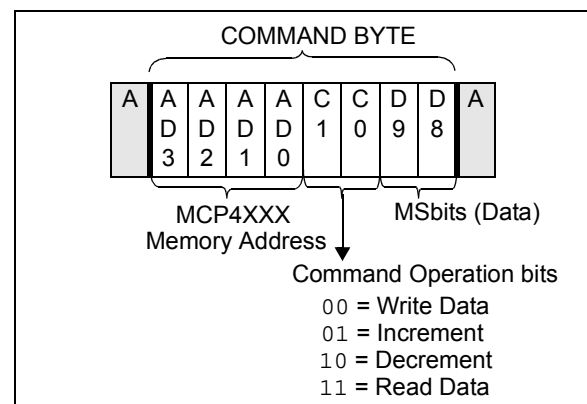 COMMAND BYTE
A A A A A C C D D A
D D D D 1 0 9 8
3 2 1 0
MCP4XXX
Memory Address
MSbits (Data)
Command Operation bits
00 = Write Data
01 = Increment
10 = Decrement
11 = Read Data